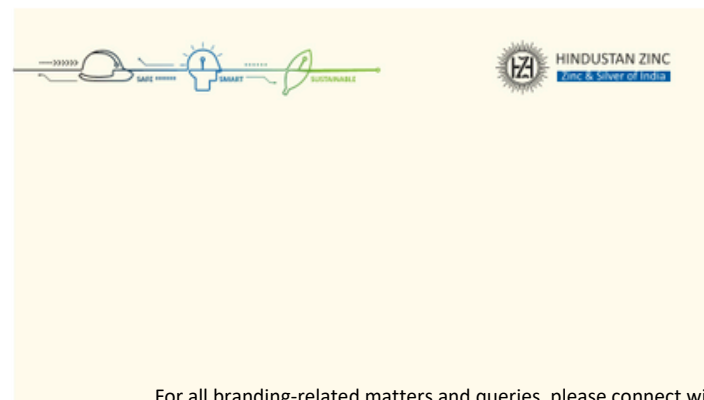 SAFE
SMART
SUSTAINABLE
HINDUSTAN ZINC
Zinc & Silver of India
For all branding-related matters and queries, please connect wi